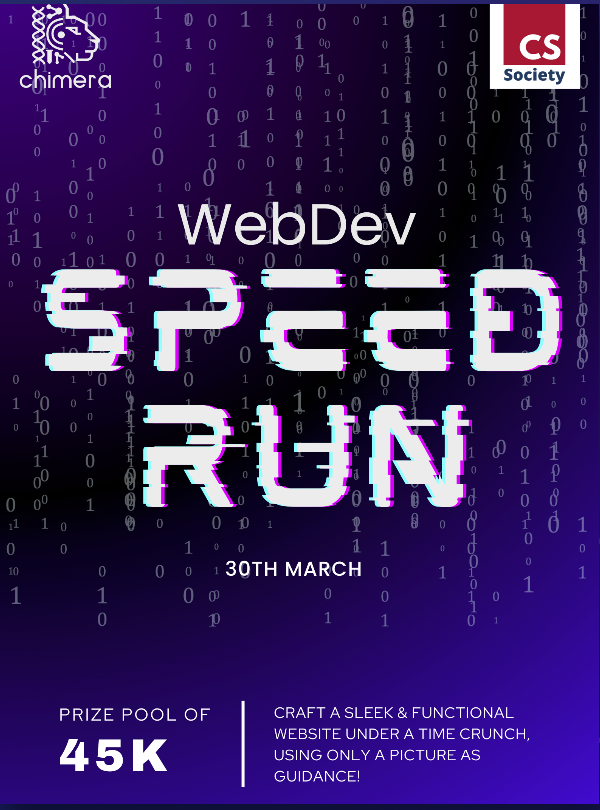 chimera
CS
Society
WebDev
SPEED
RUN
30TH MARCH
PRIZE POOL OF
45K
CRAFT A SLEEK & FUNCTIONAL
WEBSITE UNDER A TIME CRUNCH,
USING ONLY A PICTURE AS
GUIDANCE!